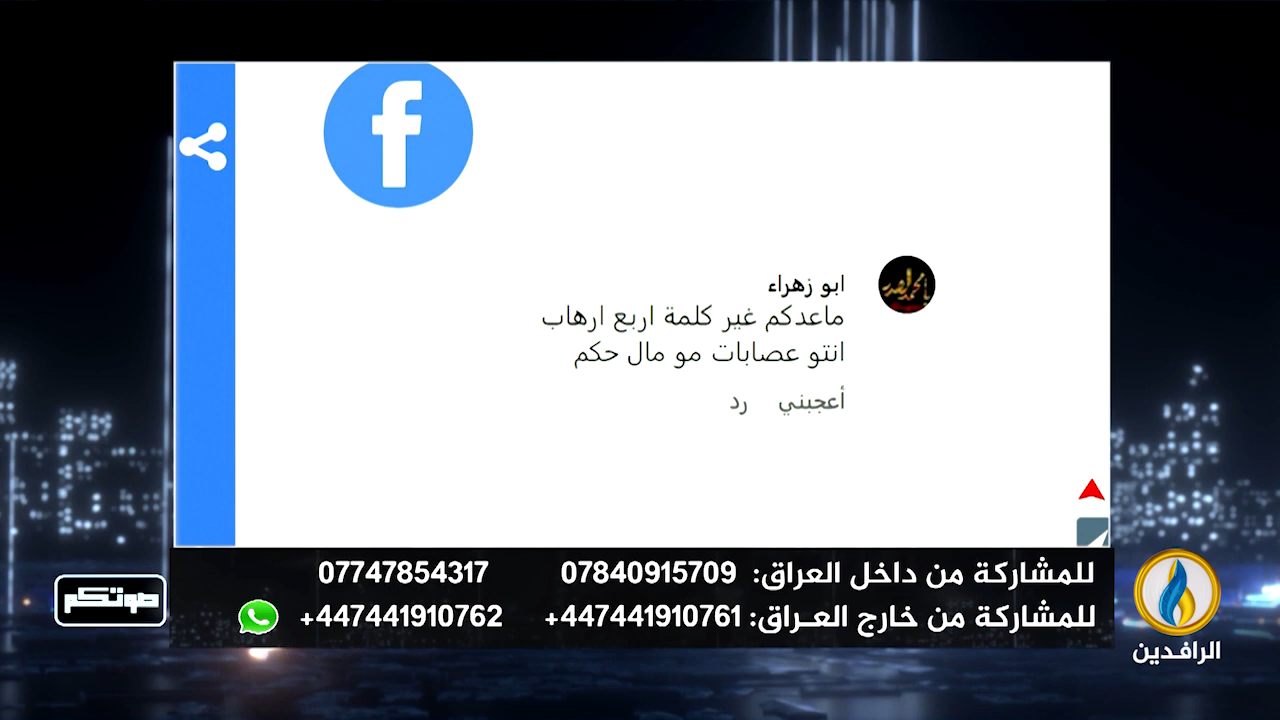 ابو زهراء
ماعدكم غير كلمة اربع ارهاب
انتو عصابات مو مال حكم
أعجبني رد
للمشاركة من داخل العراق: 07840915709 07747854317
للمشاركة من خارج العـراق: 447441910761+ 447441910762+
صوتكم
الرافـدين